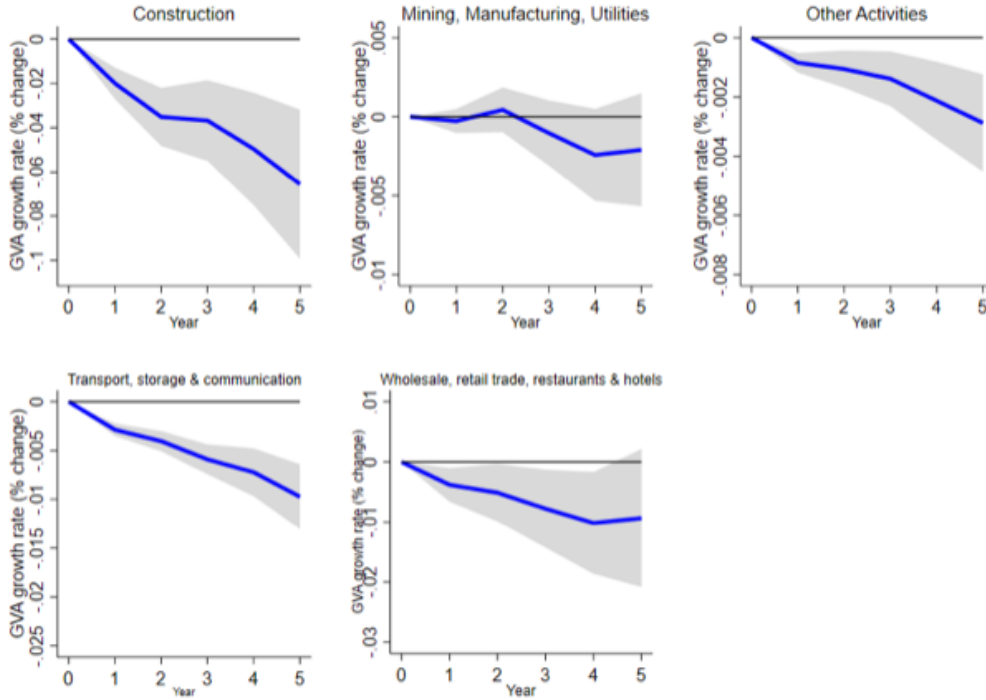 Construction
GVA growth rate (% change)
0
-.02
-.04
-.06
-.08
-.1
0 1 2 3 4 5
Year
Mining, Manufacturing, Utilities
GVA growth rate (% change)
.005
0
-.005
-.01
0 1 2 3 4 5
Year
Other Activities
GVA growth rate (% change)
0
-.002
-.004
-.006
-.008
0 1 2 3 4 5
Year
Transport, storage & communication
GVA growth rate (% change)
0
-.005
-.01
-.015
-.02
-.025
0 1 2 3 4 5
Year
Wholesale, retail trade, restaurants & hotels
GVA growth rate (% change)
.01
0
-.01
-.02
-.03
0 1 2 3 4 5
Year